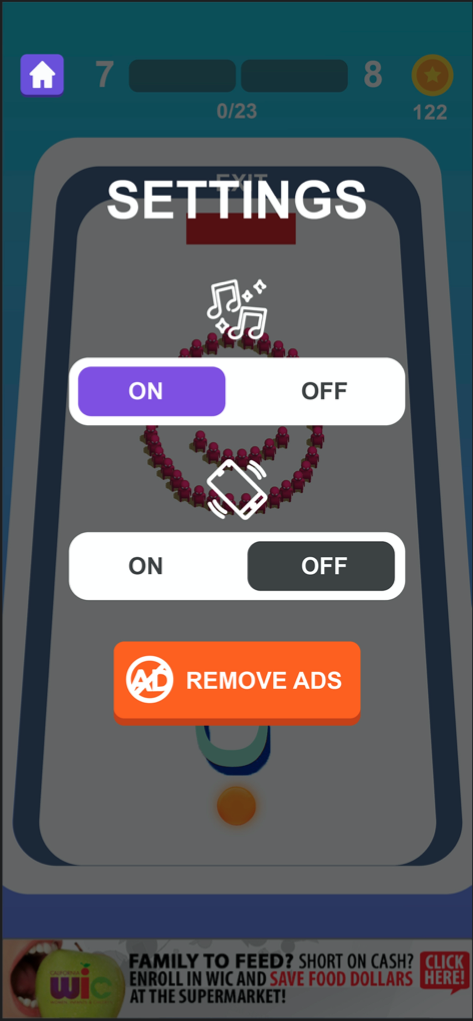 7
8
0/23
122
EXIT
SETTINGS
ON OFF
ON OFF
AD REMOVE ADS
CALIFORNIA
wic
FAMILY TO FEED? SHORT ON CASH?
ENROLL IN WIC AND SAVE FOOD DOLLARS
AT THE SUPERMARKET!
CLICK
HERE!